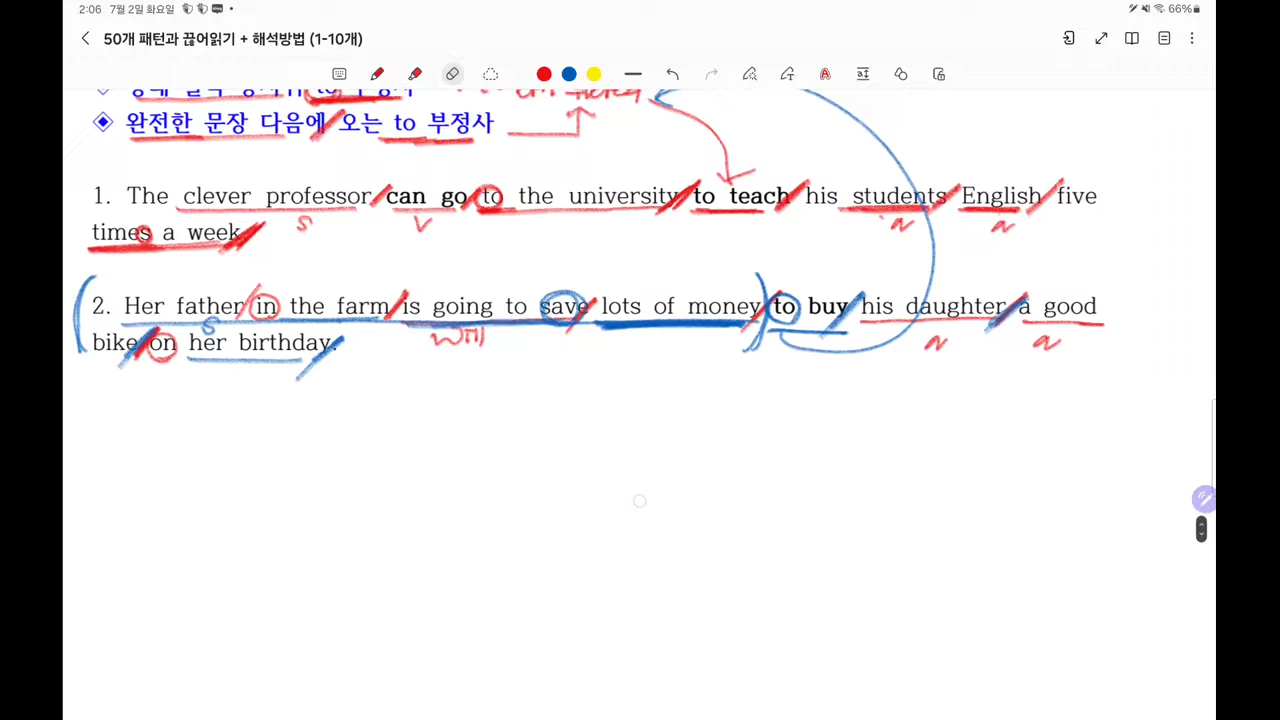 2:06 7월 2일 화요일
66%
50개 패턴과 끊어읽기 + 해석방법 (1-10개)
완전한 문장 다음에 오는 to 부정사
1. The clever professor can go to the university to teach his students English five
s v n n
times a week.
2. Her father in the farm is going to save lots of money to buy his daughter a good
s will n n
bike on her birthday.